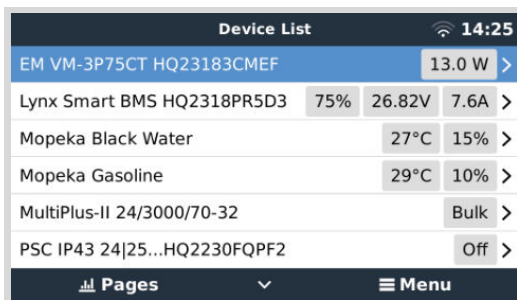 Device List 14:25
EM VM-3P75CT HQ23183CMEF 13.0 W
Lynx Smart BMS HQ2318PR5D3 75% 26.82V 7.6A
Mopeka Black Water 27°C 15%
Mopeka Gasoline 29°C 10%
MultiPlus-II 24/3000/70-32 Bulk
PSC IP43 24|25...HQ2230FQPF2 Off
Pages Menu